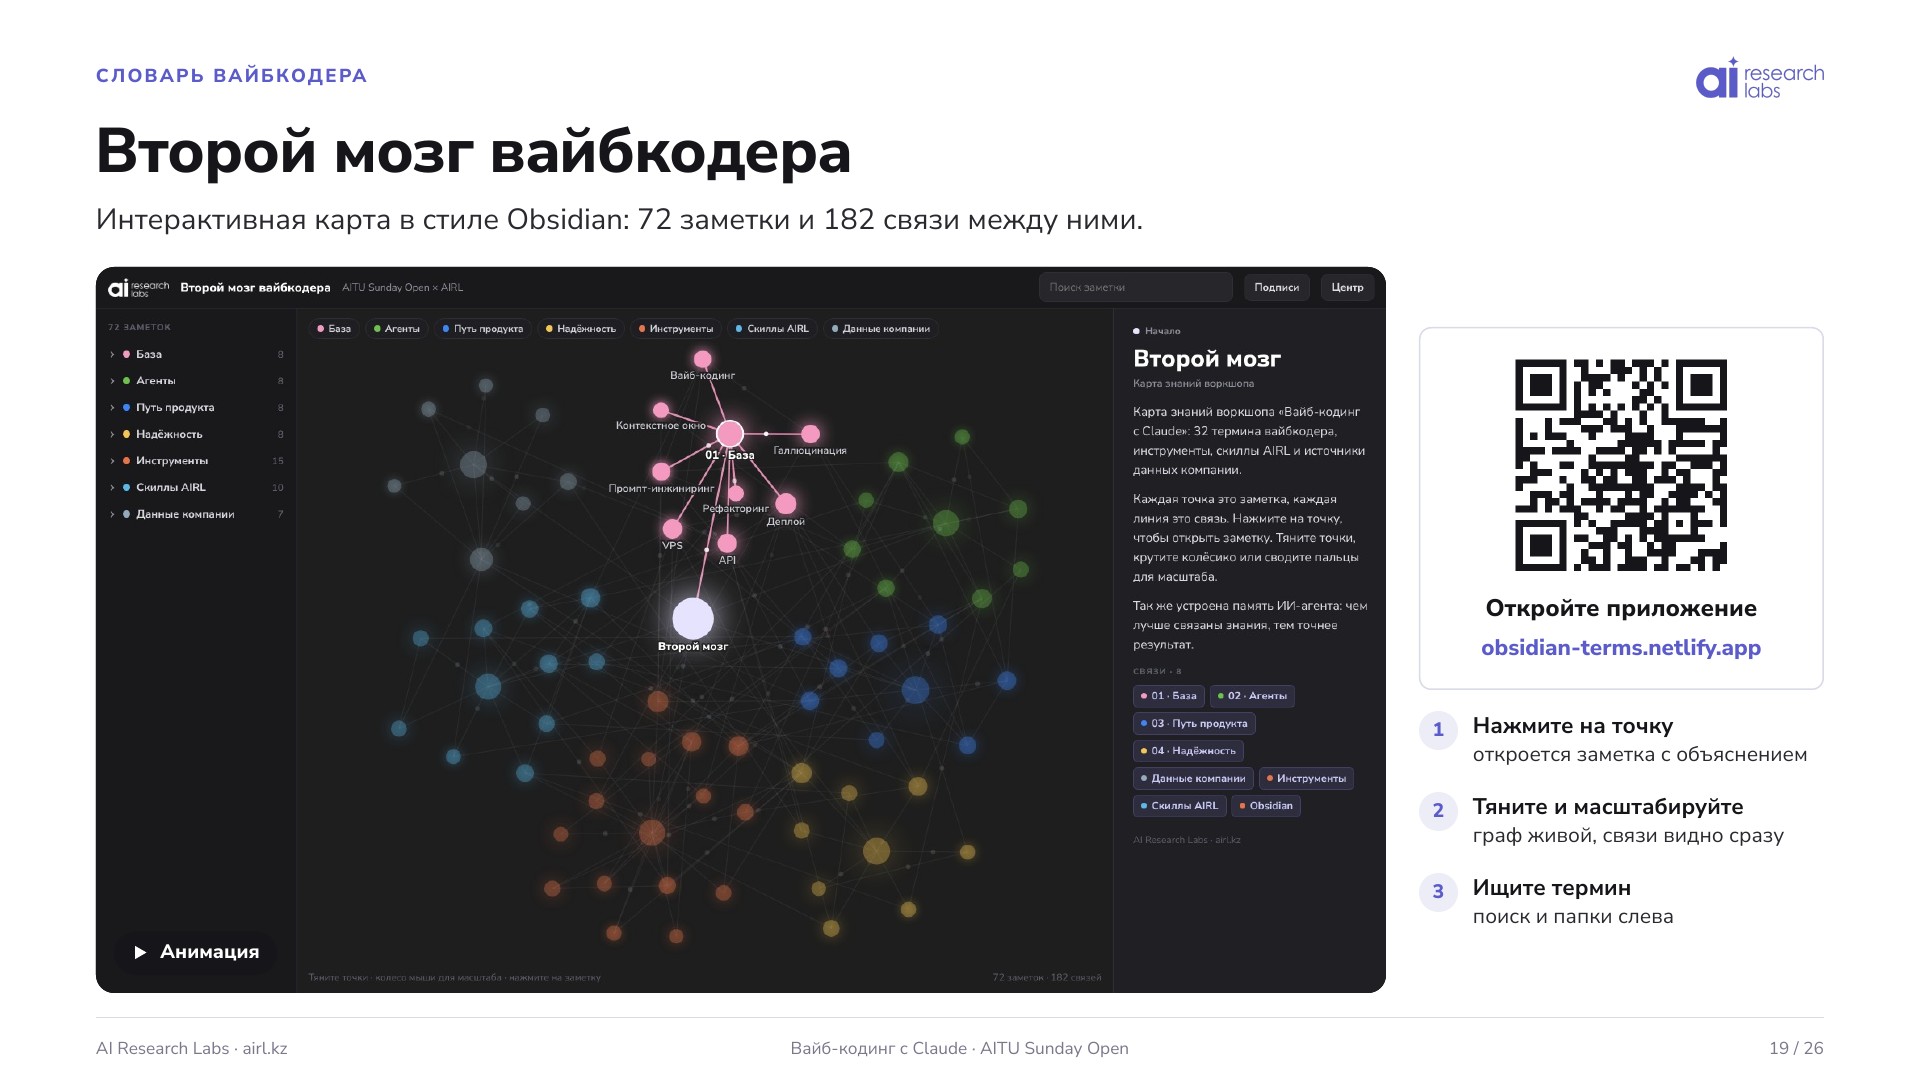 СЛОВАРЬ ВАЙБКОДЕРА
ai research labs
Второй мозг вайбкодера
Интерактивная карта в стиле Obsidian: 72 заметки и 182 связи между ними.
ai research labs
Второй мозг вайбкодера
AITU Sunday Open × AIRL
Поиск заметки
Подписи
Центр
72 ЗАМЕТОК
База 8
Агенты 8
Путь продукта 8
Надёжность 8
Инструменты 15
Скиллы AIRL 10
Данные компании 7
База
Агенты
Путь продукта
Надёжность
Инструменты
Скиллы AIRL
Данные компании
Вайб-кодинг
Контекстное окно
01 · База
Галлюцинация
Промпт-инжиниринг
Рефакторинг
Деплой
VPS
API
Второй мозг
Анимация
Тяните точки · колесо мыши для масштаба · нажмите на заметку
72 заметок · 182 связей
Начало
Второй мозг
Карта знаний воркшопа
Карта знаний воркшопа «Вайб-кодинг
с Claude»: 32 термина вайбкодера,
инструменты, скиллы AIRL и источники
данных компании.
Каждая точка это заметка, каждая
линия это связь. Нажмите на точку,
чтобы открыть заметку. Тяните точки,
крутите колёсико или сводите пальцы
для масштаба.
Так же устроена память ИИ-агента: чем
лучше связаны знания, тем точнее
результат.
СВЯЗИ · 8
01 · База
02 · Агенты
03 · Путь продукта
04 · Надёжность
Данные компании
Инструменты
Скиллы AIRL
Obsidian
AI Research Labs · airl.kz
Откройте приложение
obsidian-terms.netlify.app
1 Нажмите на точку
откроется заметка с объяснением
2 Тяните и масштабируйте
граф живой, связи видно сразу
3 Ищите термин
поиск и папки слева
AI Research Labs · airl.kz
Вайб-кодинг с Claude · AITU Sunday Open
19 / 26